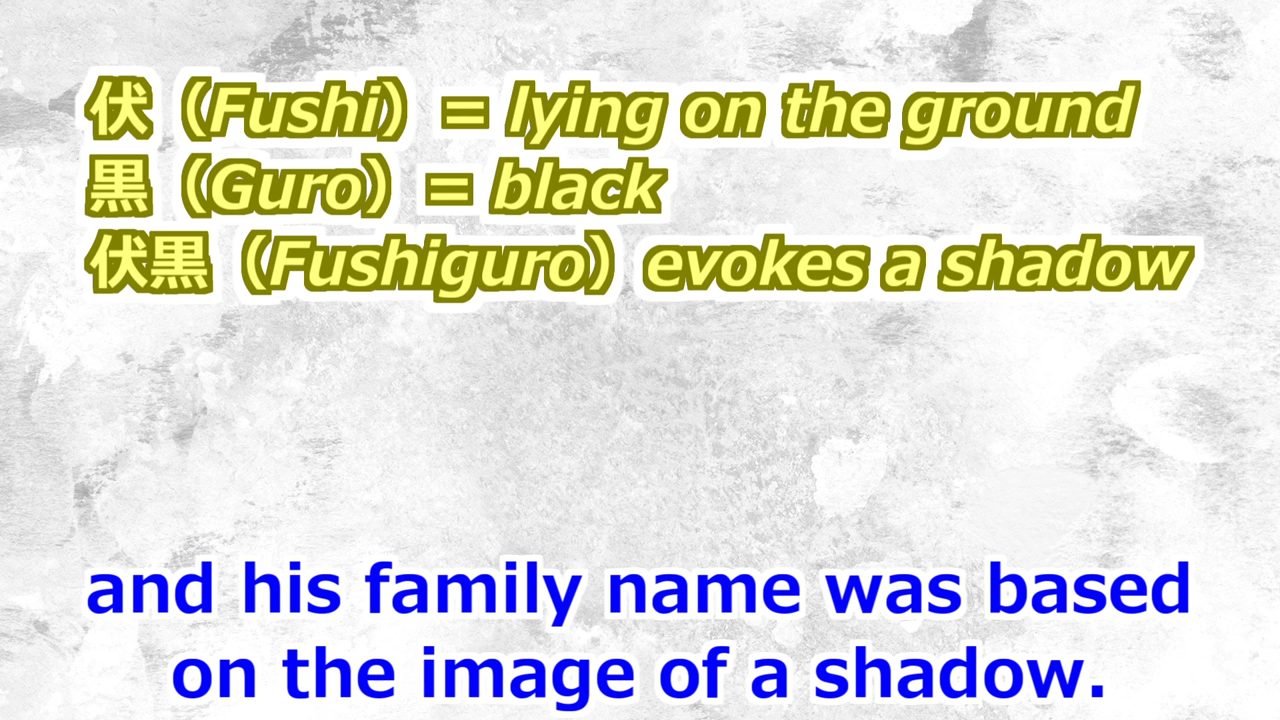 伏（Fushi）= lying on the ground
黒（Guro）= black
伏黒（Fushiguro）evokes a shadow
and his family name was based
on the image of a shadow.